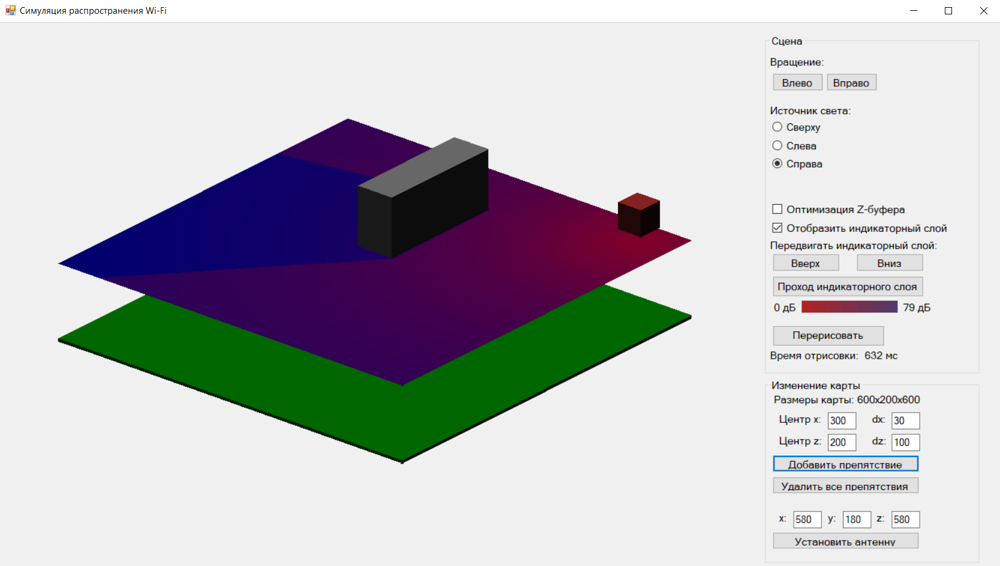 Симуляция распространения Wi-Fi
Сцена
Вращение:
Влево Вправо
Источник света:
Сверху
Слева
Справа
Оптимизация Z-буфера
Отобразить индикаторный слой
Передвигать индикаторный слой:
Вверх Вниз
Проход индикаторного слоя
0 дБ 79 дБ
Перерисовать
Время отрисовки: 632 мс
Изменение карты
Размеры карты: 600x200x600
Центр x: 300 dx: 30
Центр z: 200 dz: 100
Добавить препятствие
Удалить все препятствия
x: 580 y: 180 z: 580
Установить антенну